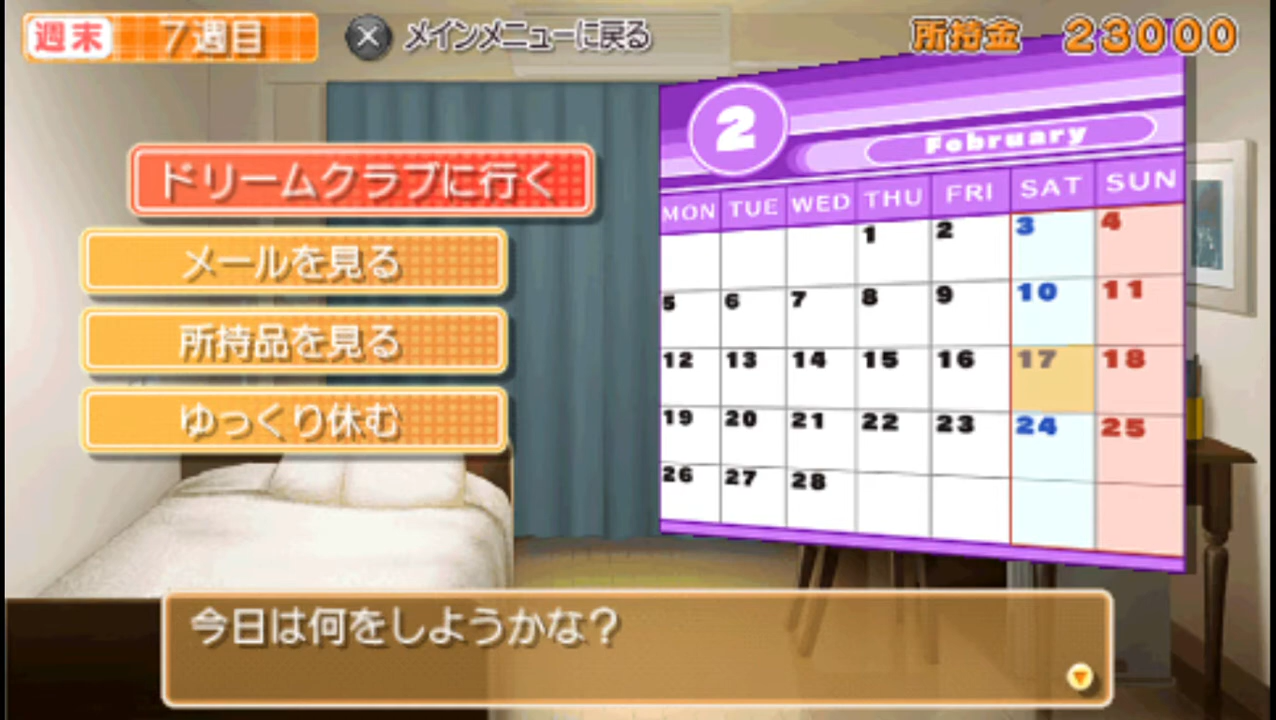 週末 7週目 メインメニューに戻る 所持金 23000
ドリームクラブに行く
メールを見る
所持品を見る
ゆっくり休む
2 February
MON TUE WED THU FRI SAT SUN
1 2 3 4
5 6 7 8 9 10 11
12 13 14 15 16 17 18
19 20 21 22 23 24 25
26 27 28
今日は何をしようかな?